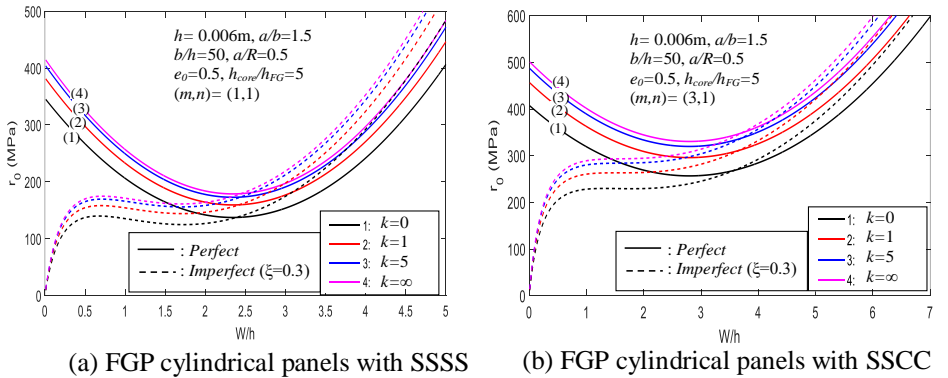 500
400
300
200
100
0
r₀ (MPa)
h= 0.006m, a/b=1.5
b/h=50, a/R=0.5
e₀=0.5, h_core/h_FG=5
(m,n)= (1,1)
(4)
(3)
(2)
(1)
: Perfect
: Imperfect (ξ=0.3)
1: k=0
2: k=1
3: k=5
4: k=∞
0 0.5 1 1.5 2 2.5 3 3.5 4 4.5 5
W/h
(a) FGP cylindrical panels with SSSS
600
500
400
300
200
100
0
r₀ (MPa)
h= 0.006m, a/b=1.5
b/h=50, a/R=0.5
e₀=0.5, h_core/h_FG=5
(m,n)= (3,1)
(4)
(3)
(2)
(1)
: Perfect
: Imperfect (ξ=0.3)
1: k=0
2: k=1
3: k=5
4: k=∞
0 1 2 3 4 5 6 7
W/h
(b) FGP cylindrical panels with SSCC